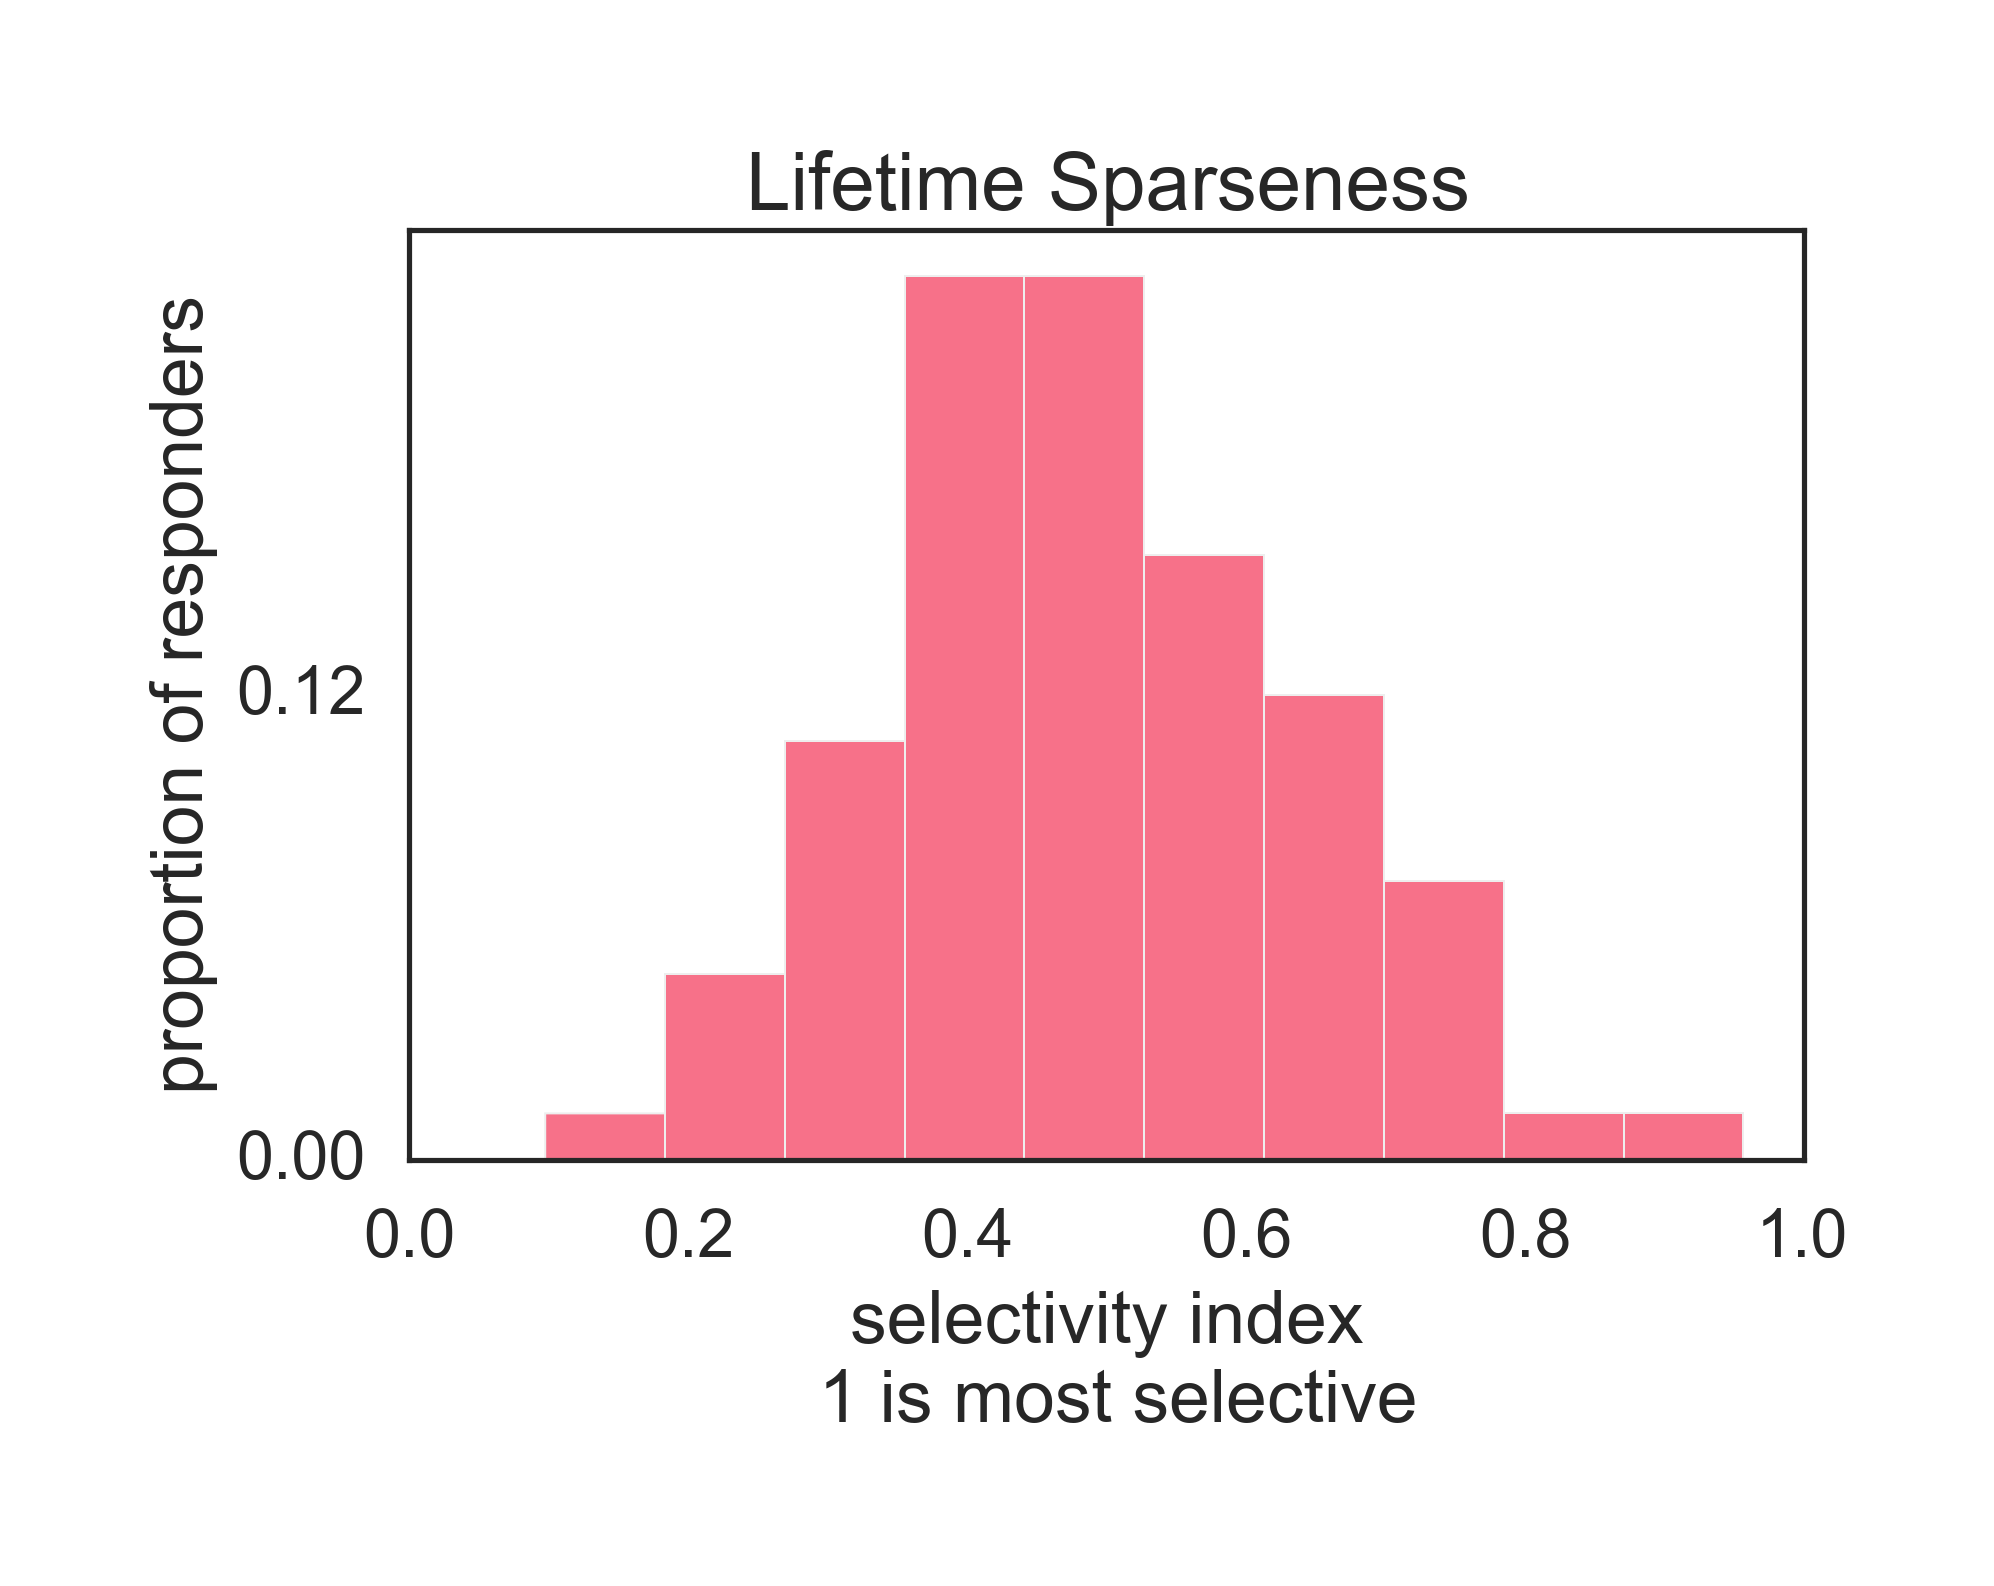 Lifetime Sparseness
proportion of responders
0.12
0.00
0.0 0.2 0.4 0.6 0.8 1.0
selectivity index
1 is most selective